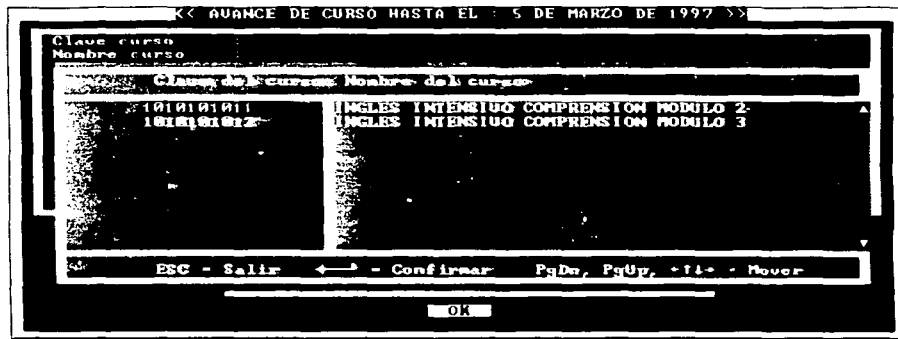 << AVANCE DE CURSO HASTA EL : 5 DE MARZO DE 1997 >>
Clave curso :
Nombre curso
Clave del curso Nombre del curso
1010101011 INGLES INTENSIVO COMPRENSION MODULO 2
1010101012 INGLES INTENSIVO COMPRENSION MODULO 3
ESC - Salir ←┘ - Confirmar PgDn, PgUp, ←↑↓→ - Mover
OK